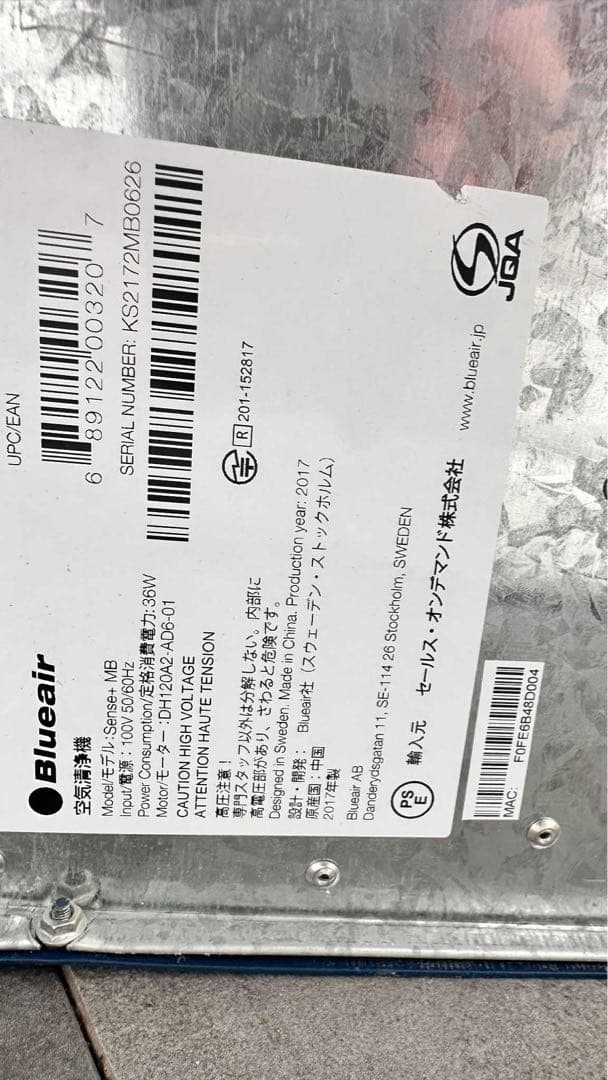 Blueair
空気清浄機
Model/モデル:Sense+ MB
Input/電源:100V 50/60Hz
Power Consumption/定格消費電力:36W
Motor/モーター:DH120A2-AD6-01
CAUTION HIGH VOLTAGE
ATTENTION HAUTE TENSION
高圧注意!
専門スタッフ以外は分解しない。内部に
高電圧部があり、さわると危険です。
Designed in Sweden. Made in China. Production year: 2017
設計・開発: Blueair社(スウェーデン・ストックホルム)
原産国:中国
2017年製
Blueair AB
Danderydsgatan 11, SE-114 26 Stockholm, SWEDEN
PS
E
輸入元 セールス・オンデマンド株式会社 www.blueair.jp
UPC/EAN
6 89122 00320 7
SERIAL NUMBER: KS2172MB0626
R 201-152817
JQA
MAC: F0FE6B48D004